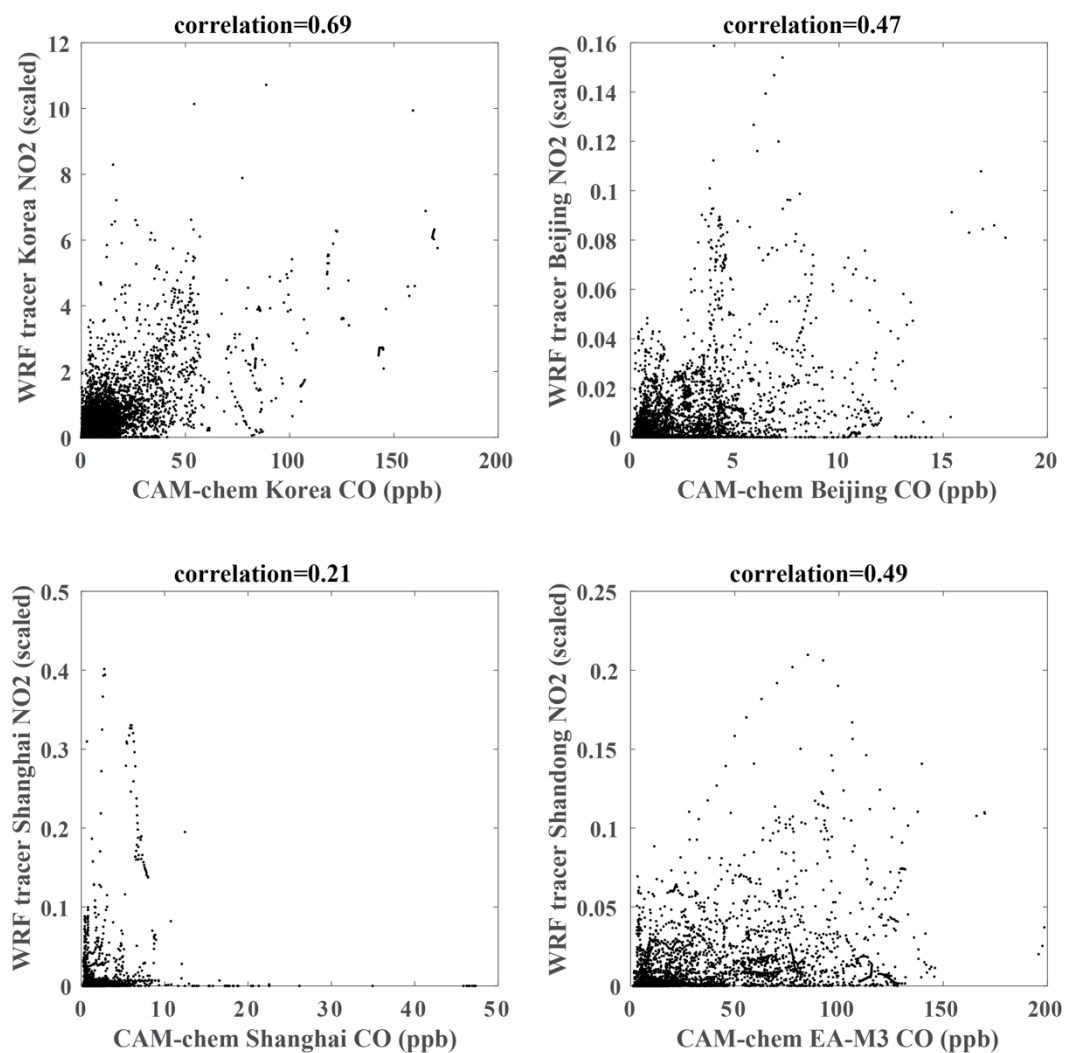 correlation=0.69
12
10
8
6
4
2
0
WRF tracer Korea NO2 (scaled)
0 50 100 150 200
CAM-chem Korea CO (ppb)
correlation=0.47
0.16
0.14
0.12
0.1
0.08
0.06
0.04
0.02
0
WRF tracer Beijing NO2 (scaled)
0 5 10 15 20
CAM-chem Beijing CO (ppb)
correlation=0.21
0.5
0.4
0.3
0.2
0.1
0
WRF tracer Shanghai NO2 (scaled)
0 10 20 30 40 50
CAM-chem Shanghai CO (ppb)
correlation=0.49
0.25
0.2
0.15
0.1
0.05
0
WRF tracer Shandong NO2 (scaled)
0 50 100 150 200
CAM-chem EA-M3 CO (ppb)